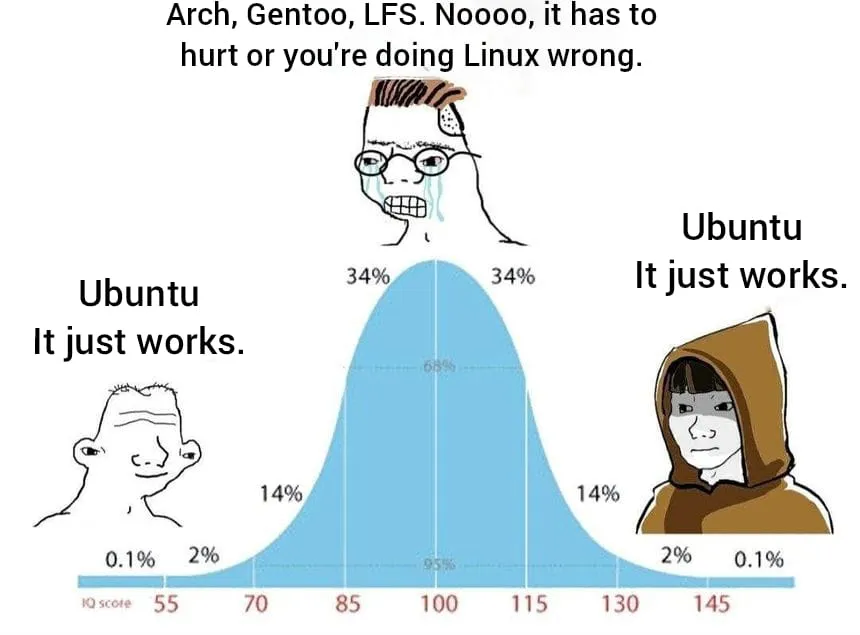 Arch, Gentoo, LFS. Noooo, it has to
hurt or you're doing Linux wrong.
Ubuntu
It just works.
Ubuntu
It just works.
34%
34%
68%
14%
14%
0.1%
2%
95%
2%
0.1%
IQ score 55 70 85 100 115 130 145